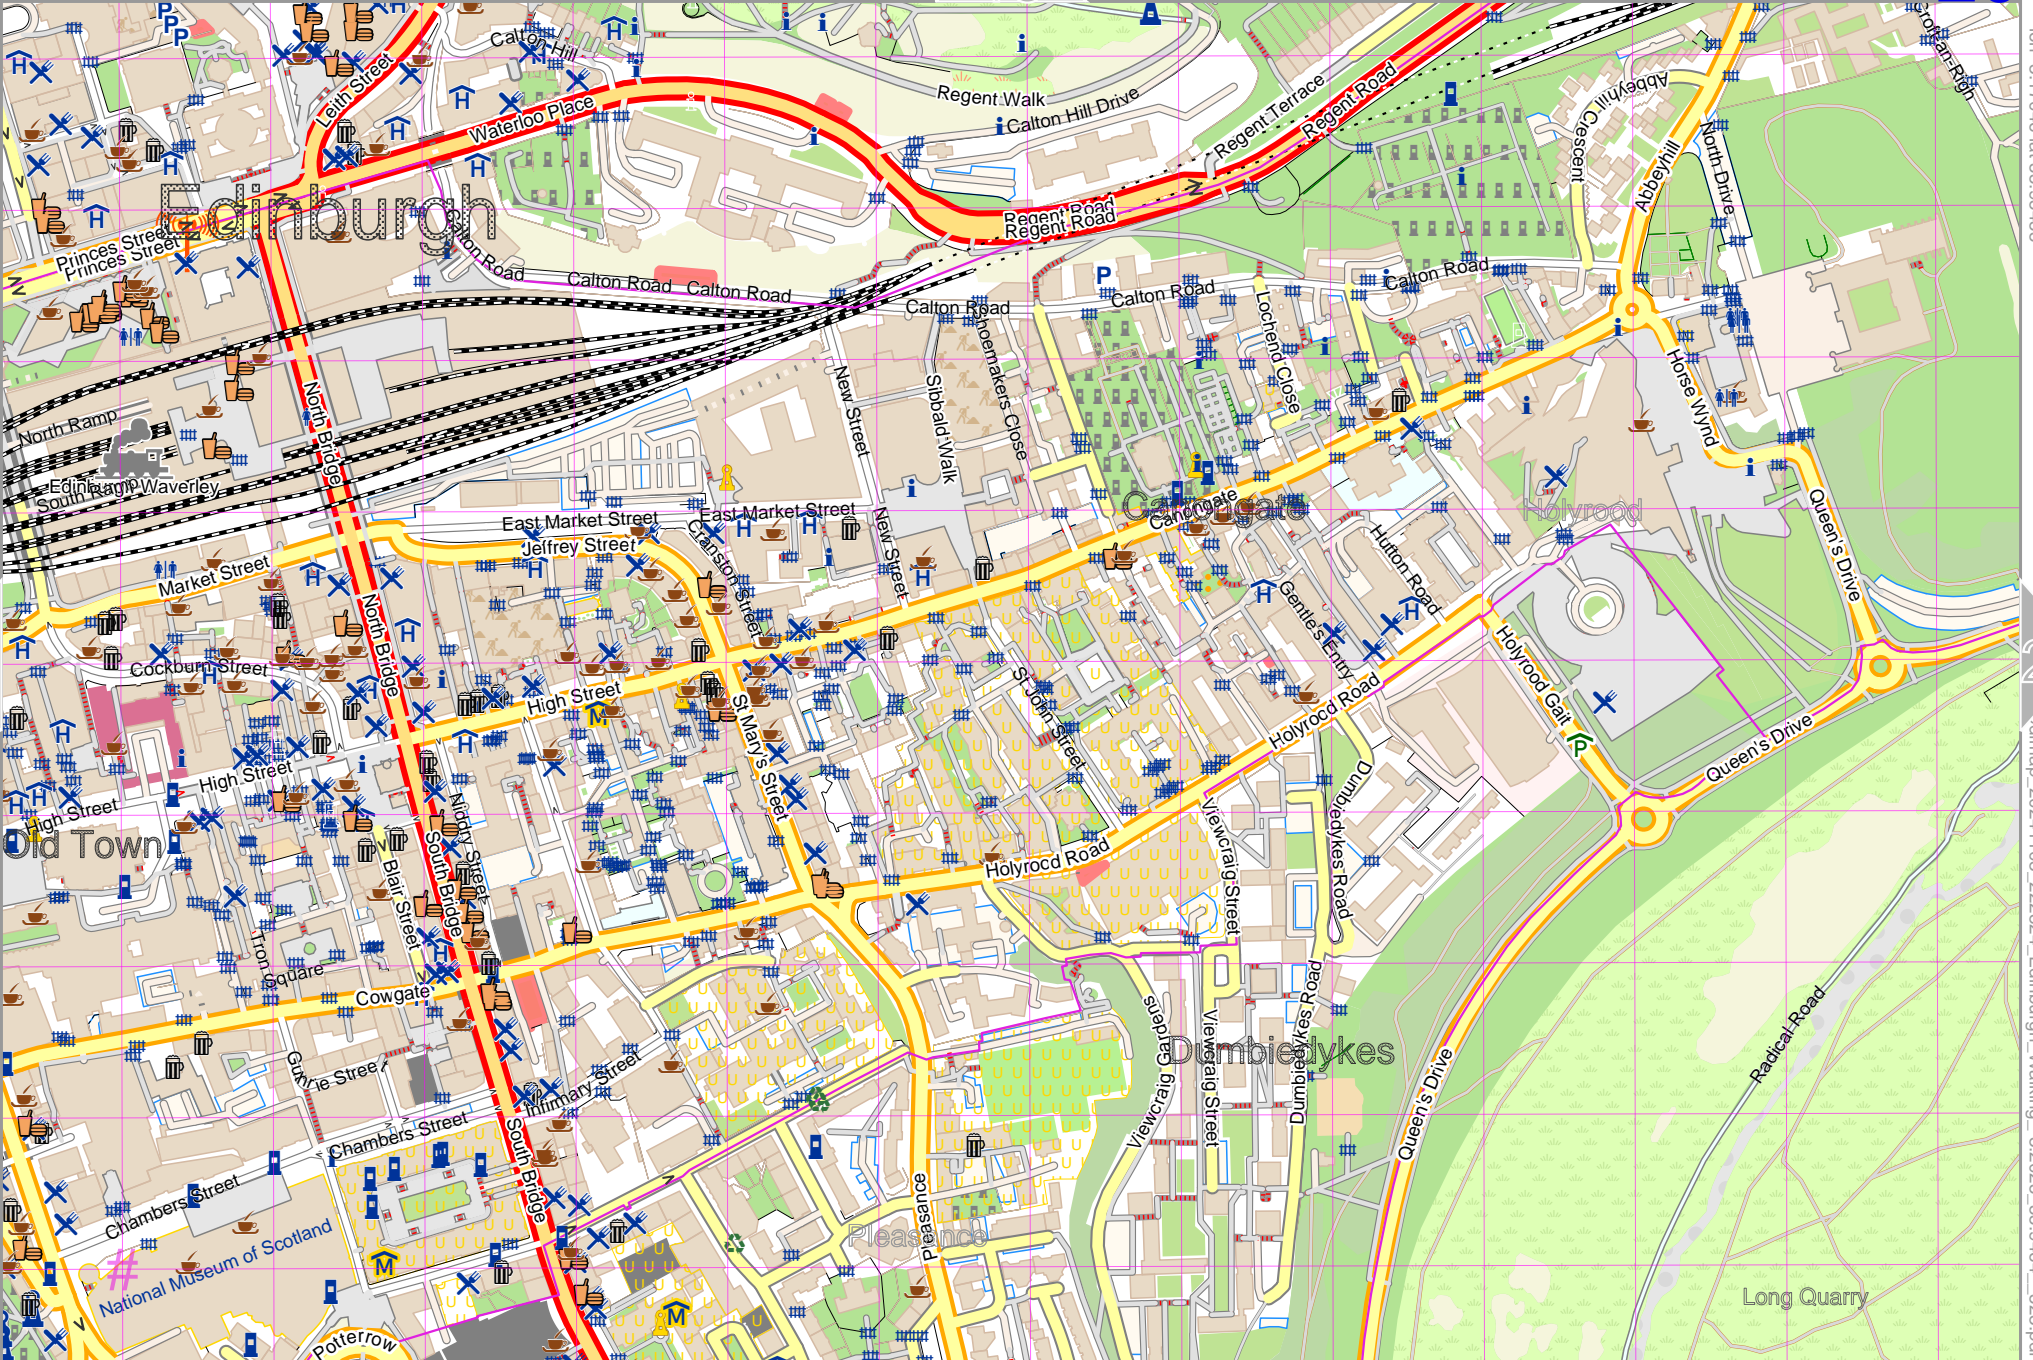 Calton-Hill
Leith Street
Waterloo Place
Regent Walk
Calton Hill Drive
Regent Terrace
Regent Road
Abbeyhill
Crescent
Croft-an-Righ
North Drive
Abbeyhill
Edinburgh
Princes Street
Princes Street
Calton Road
Calton Road
Calton Road
Regent Road
Regent Road
Calton Road
Calton Road
Calton Road
Shoemakers Close
Lochend Close
Horse Wynd
North Bridge
New Street
Sibbald Walk
North Ramp
South Ramp
Edinburgh Waverley
East Market Street
East Market Street
Jeffrey Street
Cranston Street
New Street
Canongate
Canongate
Holyrood
Queen's Drive
Market Street
North Bridge
Hutton Road
Gentle's Entry
Cockburn Street
High Street
St Mary's Street
St John Street
Holyrood Road
Holyrood Gait
Queen's Drive
High Street
High Street
Old Town
Niddry Street
South Bridge
Blair Street
Holyrood Road
Viewcraig Street
Dumbiedykes Road
Tron Square
Cowgate
Guthrie Street
Infirmary Street
Chambers Street
Chambers Street
South Bridge
Viewcraig Gardens
Viewcraig Street
Dumbiedykes
Dumbiedykes Road
Queen's Drive
Radical Road
Pleasance
Pleasance
National Museum of Scotland
Potterrow
Long Quarry